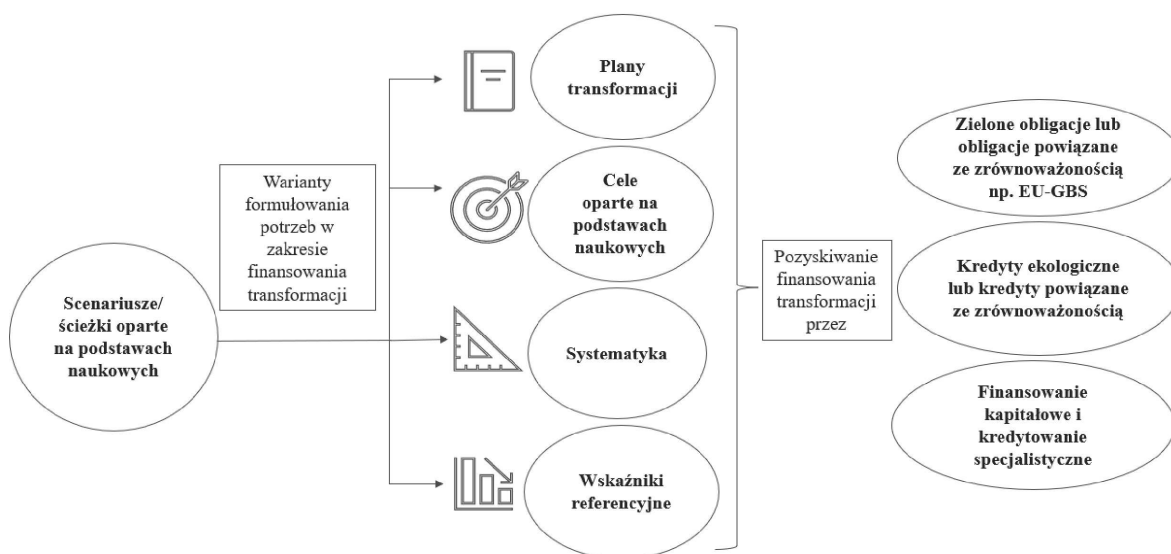 Scenariusze/
ścieżki oparte
na podstawach
naukowych
Warianty
formułowania
potrzeb w
zakresie
finansowania
transformacji
Plany
transformacji
Cele
oparte na
podstawach
naukowych
Systematyka
Wskaźniki
referencyjne
Pozyskiwanie
finansowania
transformacji
przez
Zielone obligacje lub
obligacje powiązane
ze zrównoważonością
np. EU-GBS
Kredyty ekologiczne
lub kredyty powiązane
ze zrównoważonością
Finansowanie
kapitałowe i
kredytowanie
specjalistyczne